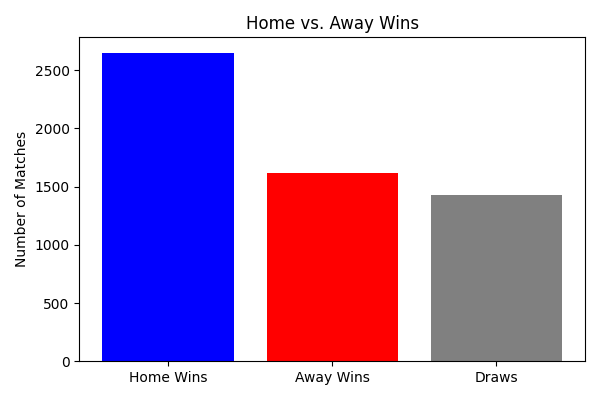 Home vs. Away Wins
Number of Matches
2500
2000
1500
1000
500
0
Home Wins
Away Wins
Draws